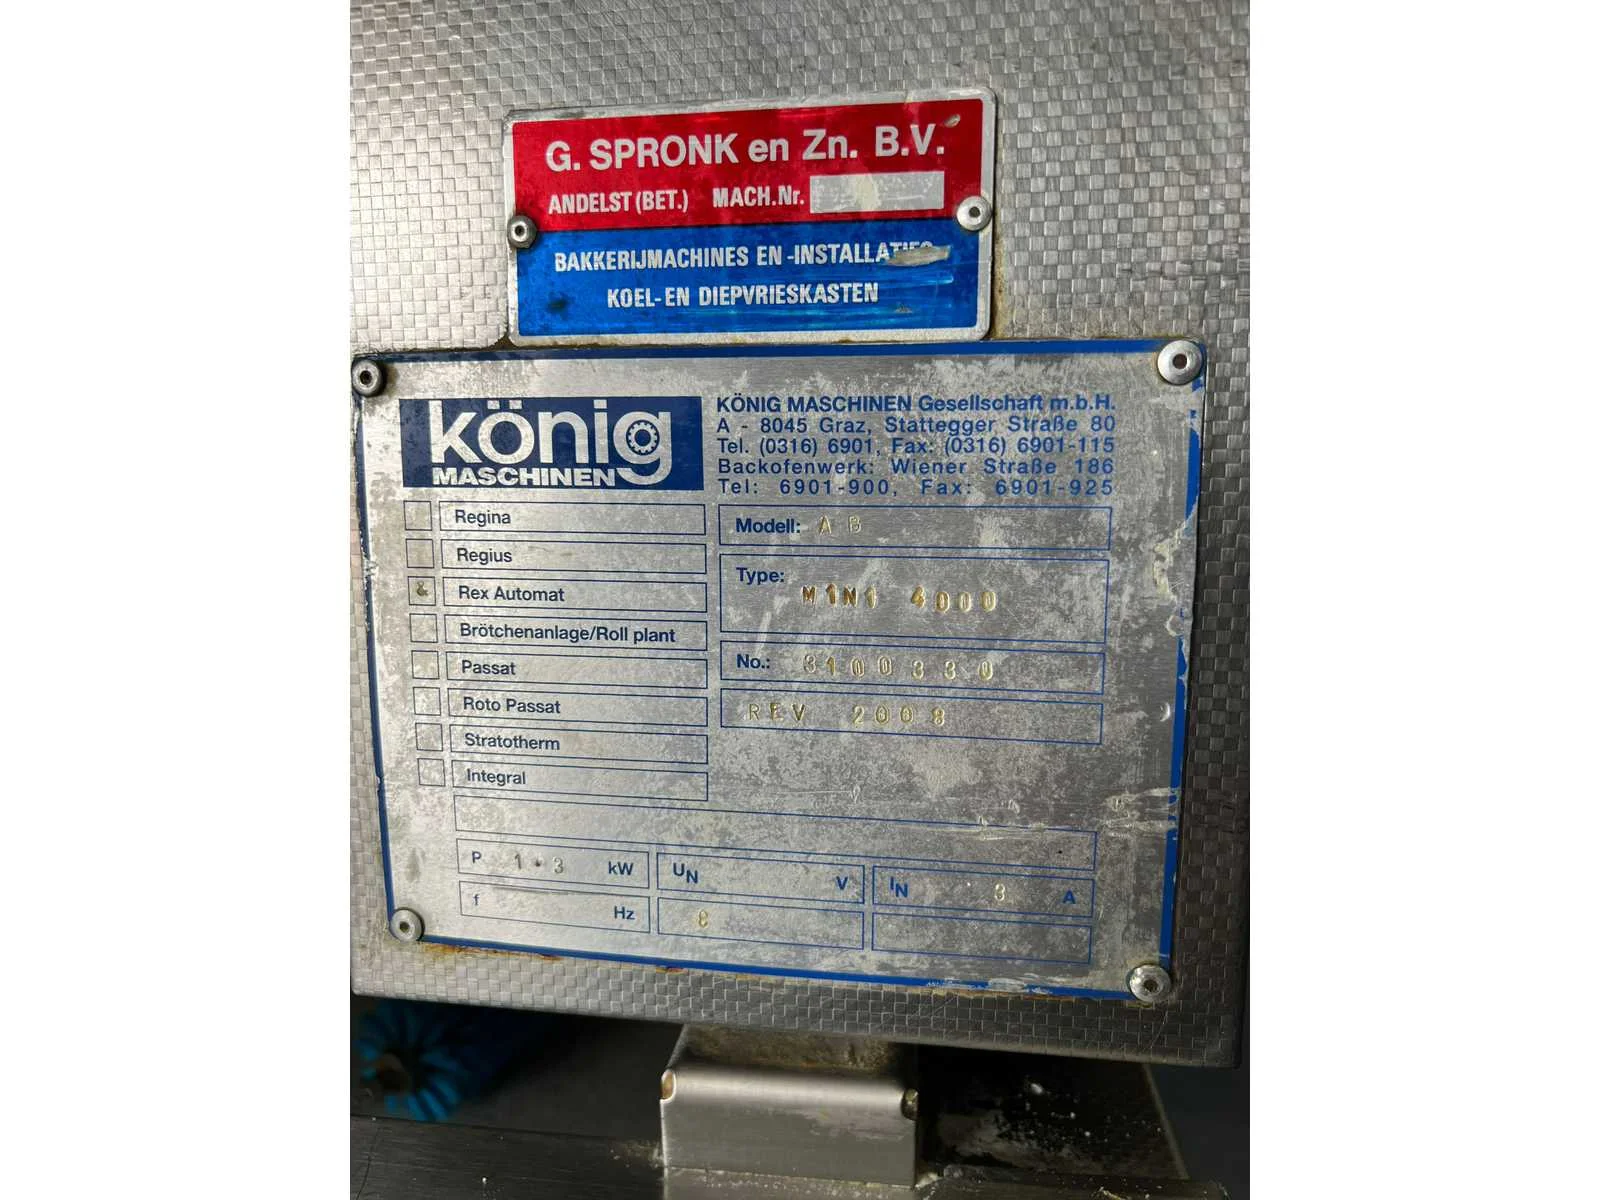 G. SPRONK en Zn. B.V.
ANDELST (BET.) MACH.Nr.
BAKKERIJMACHINES EN -INSTALLATIES
KOEL- EN DIEPVRIESKASTEN
könig
MASCHINEN
KÖNIG MASCHINEN Gesellschaft m.b.H.
A - 8045 Graz, Stattegger Straße 80
Tel. (0316) 6901, Fax: (0316) 6901-115
Backofenwerk: Wiener Straße 186
Tel: 6901-900, Fax: 6901-925
Regina
Regius
& Rex Automat
Brötchenanlage/Roll plant
Passat
Roto Passat
Stratotherm
Integral
Modell: A B
Type: M1N1 4000
No.: 3100330
REV 2008
P 1.3 kW
UN V
IN 3 A
f Hz
8